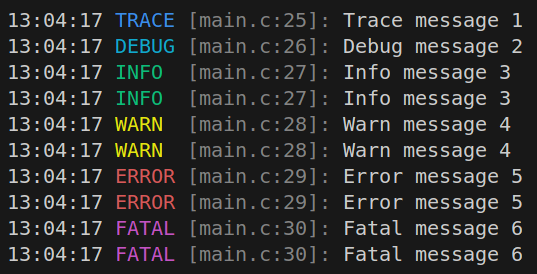 13:04:17 TRACE [main.c:25]: Trace message 1
13:04:17 DEBUG [main.c:26]: Debug message 2
13:04:17 INFO [main.c:27]: Info message 3
13:04:17 INFO [main.c:27]: Info message 3
13:04:17 WARN [main.c:28]: Warn message 4
13:04:17 WARN [main.c:28]: Warn message 4
13:04:17 ERROR [main.c:29]: Error message 5
13:04:17 ERROR [main.c:29]: Error message 5
13:04:17 FATAL [main.c:30]: Fatal message 6
13:04:17 FATAL [main.c:30]: Fatal message 6